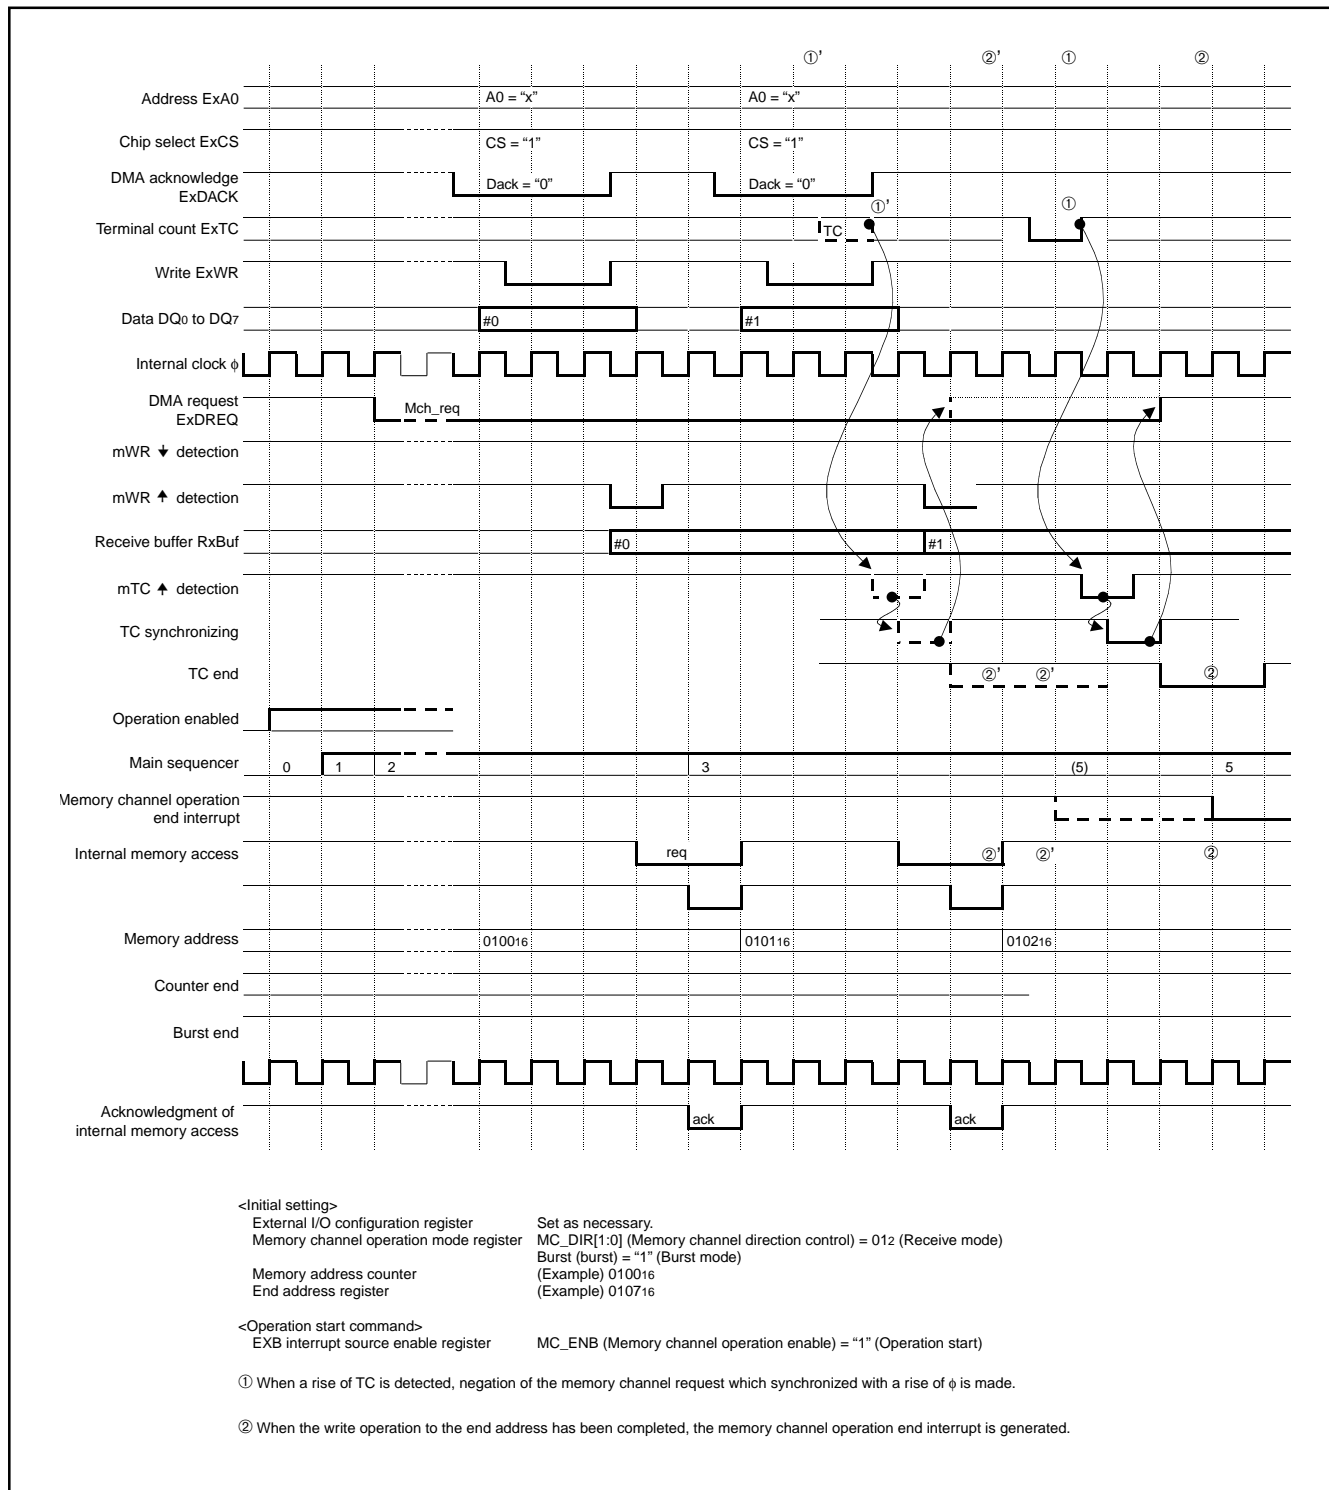 ①’ ②’ ① ②
Address ExA0 A0 = “x” A0 = “x”
Chip select ExCS CS = “1” CS = “1”
DMA acknowledge
ExDACK Dack = “0” Dack = “0”
①’ ①
Terminal count ExTC TC
Write ExWR
Data DQ0 to DQ7 #0 #1
Internal clock ϕ
DMA request
ExDREQ Mch_req
mWR ↓ detection
mWR ↑ detection
Receive buffer RxBuf #0 #1
mTC ↑ detection
TC synchronizing
TC end ②’ ②’ ②
Operation enabled
Main sequencer 0 1 2 3 (5) 5
Memory channel operation
end interrupt
Internal memory access req ②’ ②’ ②
Memory address 010016 010116 010216
Counter end
Burst end
Acknowledgment of
internal memory access ack ack
<Initial setting>
External I/O configuration register Set as necessary.
Memory channel operation mode register MC_DIR[1:0] (Memory channel direction control) = 012 (Receive mode)
Burst (burst) = “1” (Burst mode)
Memory address counter (Example) 010016
End address register (Example) 010716
<Operation start command>
EXB interrupt source enable register MC_ENB (Memory channel operation enable) = “1” (Operation start)
① When a rise of TC is detected, negation of the memory channel request which synchronized with a rise of ϕ is made.
② When the write operation to the end address has been completed, the memory channel operation end interrupt is generated.